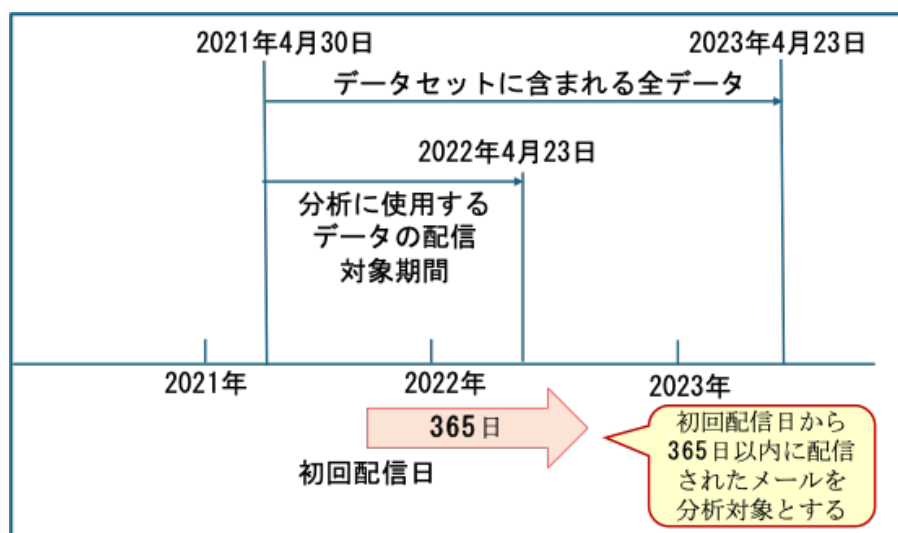 2021年4月30日
2023年4月23日
データセットに含まれる全データ
2022年4月23日
分析に使用する
データの配信
対象期間
2021年
2022年
2023年
365日
初回配信日
初回配信日から
365日以内に配信
されたメールを
分析対象とする